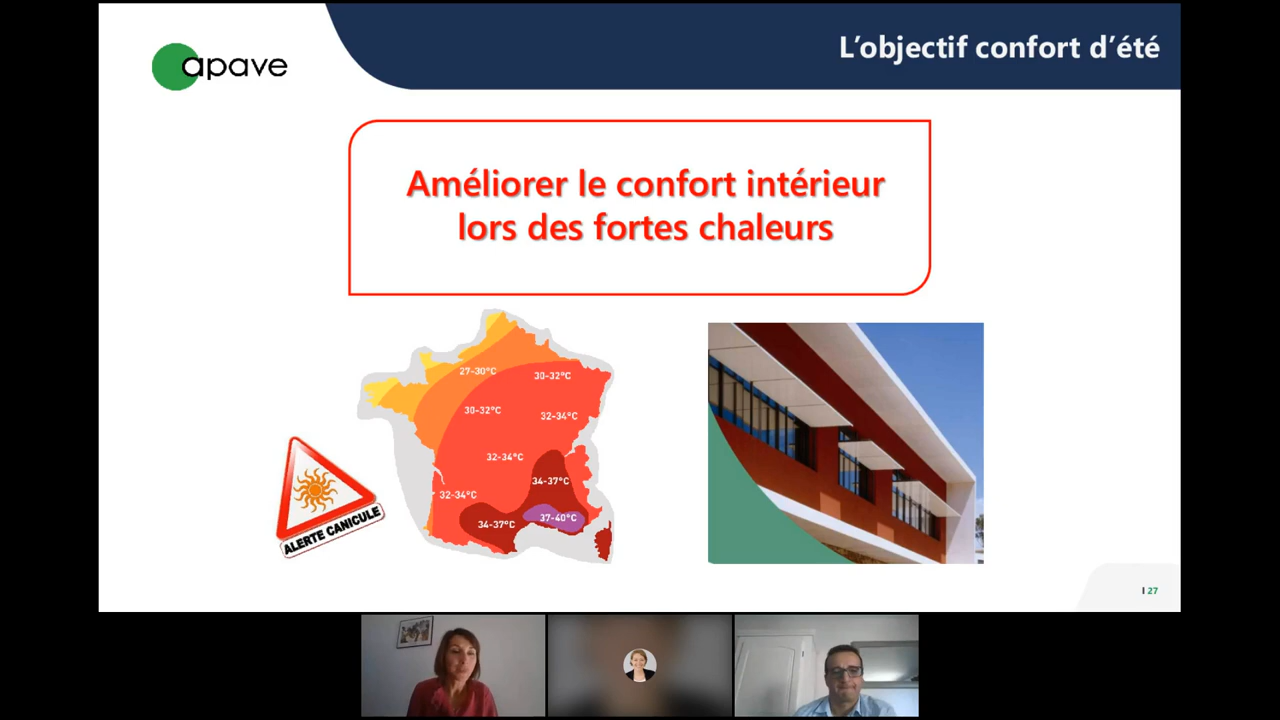 apave
L'objectif confort d'été
Améliorer le confort intérieur
lors des fortes chaleurs
27-30°C
30-32°C
30-32°C
32-34°C
32-34°C
34-37°C
32-34°C
37-40°C
34-37°C
ALERTE CANICULE
I 27